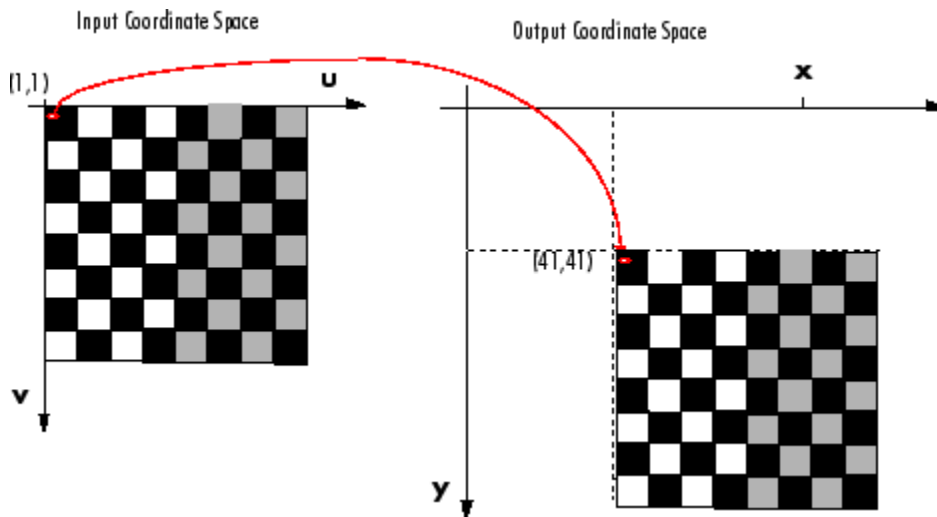 Input Coordinate Space
Output Coordinate Space
(1,1)
u
x
(41,41)
v
y